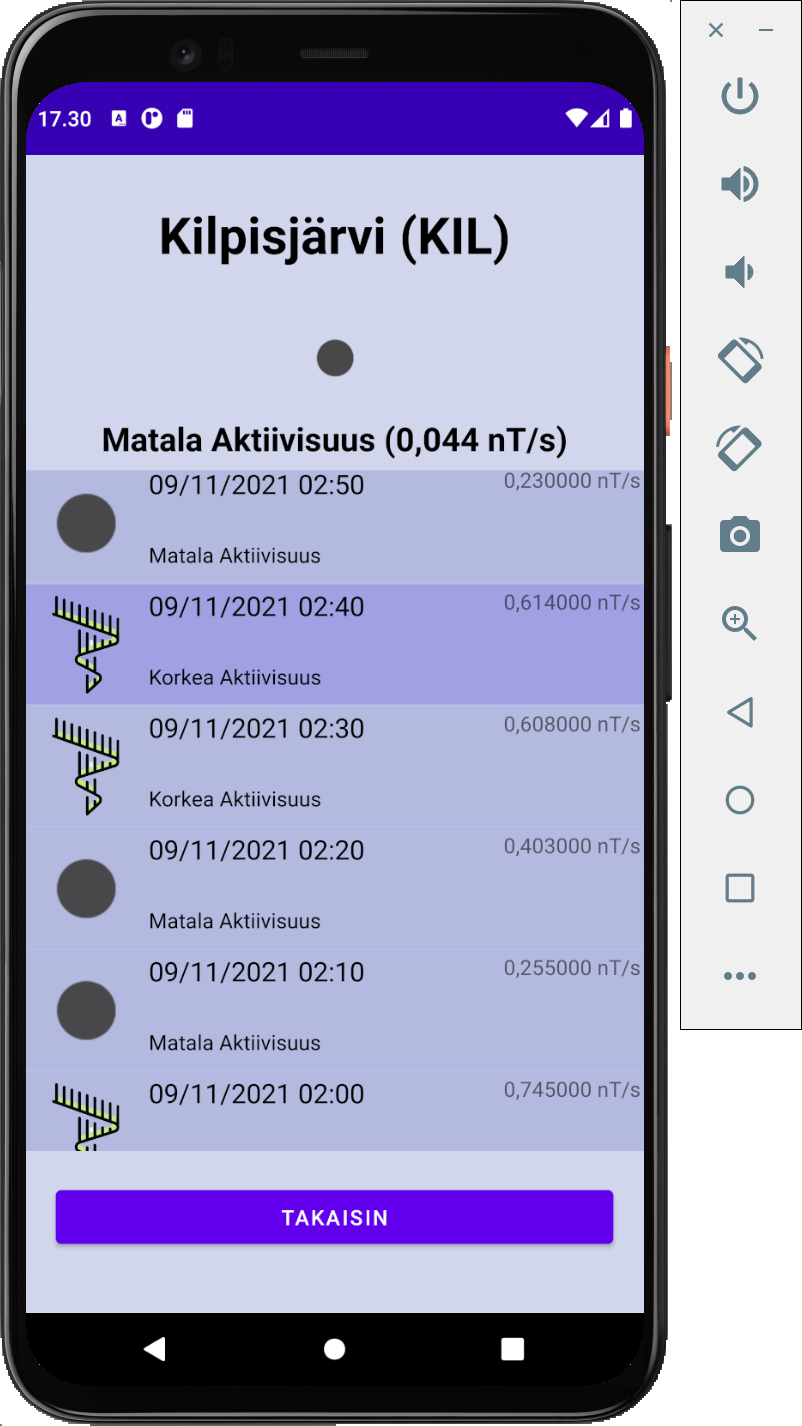 17.30
Kilpisjärvi (KIL)
Matala Aktiivisuus (0,044 nT/s)
09/11/2021 02:50 0,230000 nT/s
Matala Aktiivisuus
09/11/2021 02:40 0,614000 nT/s
Korkea Aktiivisuus
09/11/2021 02:30 0,608000 nT/s
Korkea Aktiivisuus
09/11/2021 02:20 0,403000 nT/s
Matala Aktiivisuus
09/11/2021 02:10 0,255000 nT/s
Matala Aktiivisuus
09/11/2021 02:00 0,745000 nT/s
TAKAISIN